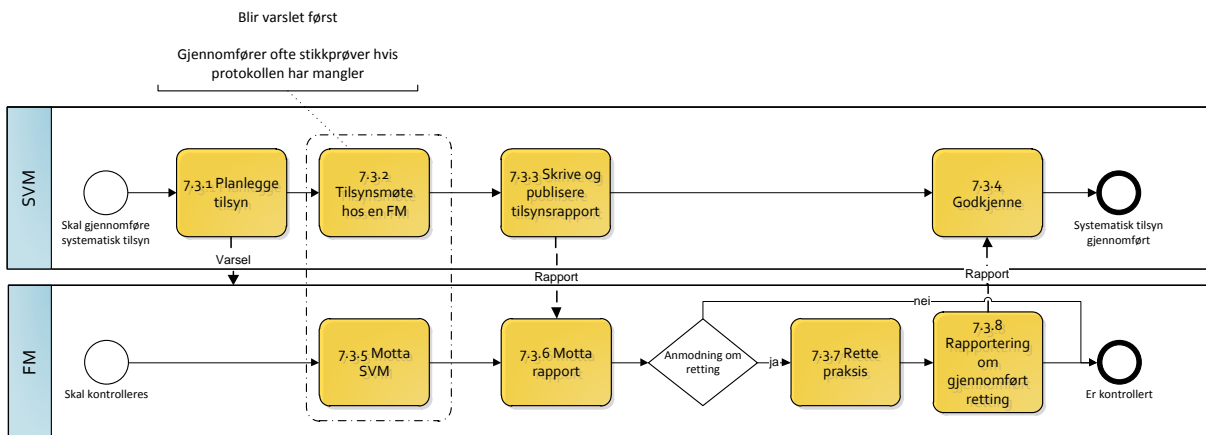 Blir varslet først
Gjennomfører ofte stikkprøver hvis
protokollen har mangler
SVM
Skal gjennomføre
systematisk tilsyn
7.3.1 Planlegge
tilsyn
7.3.2
Tilsynsmøte
hos en FM
7.3.3 Skrive og
publisere
tilsynsrapport
7.3.4
Godkjenne
Systematisk tilsyn
gjennomført
Varsel
Rapport
Rapport
FM
Skal kontrolleres
7.3.5 Motta
SVM
7.3.6 Motta
rapport
Anmodning om
retting
nei
ja
7.3.7 Rette
praksis
7.3.8
Rapportering
om
gjennomført
retting
Er kontrollert